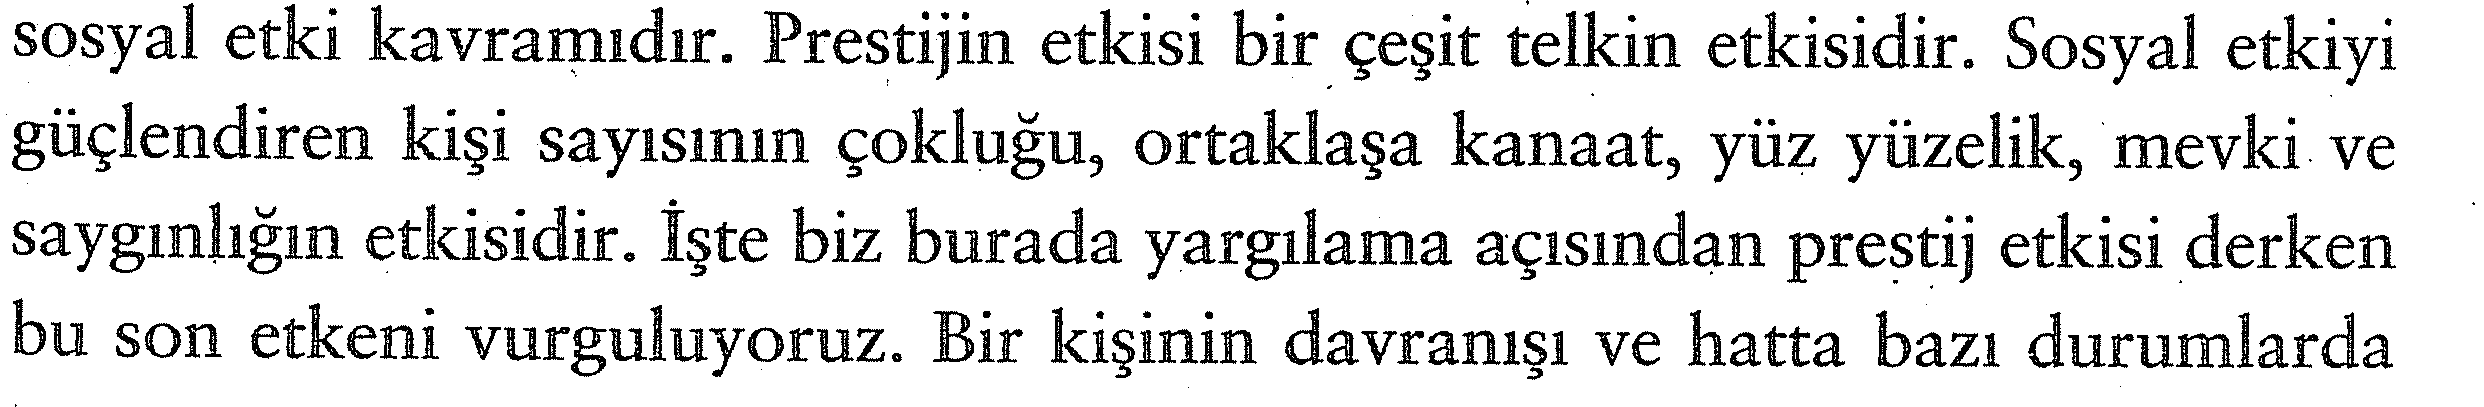 sosyal etki kavramıdır. Prestijin etkisi bir çeşit telkin etkisidir. Sosyal etkiyi
güçlendiren kişi sayısının çokluğu, ortaklaşa kanaat, yüz yüzelik, mevki ve
saygınlığın etkisidir. İşte biz burada yargılama açısından prestij etkisi derken
bu son etkeni vurguluyoruz. Bir kişinin davranışı ve hatta bazı durumlarda